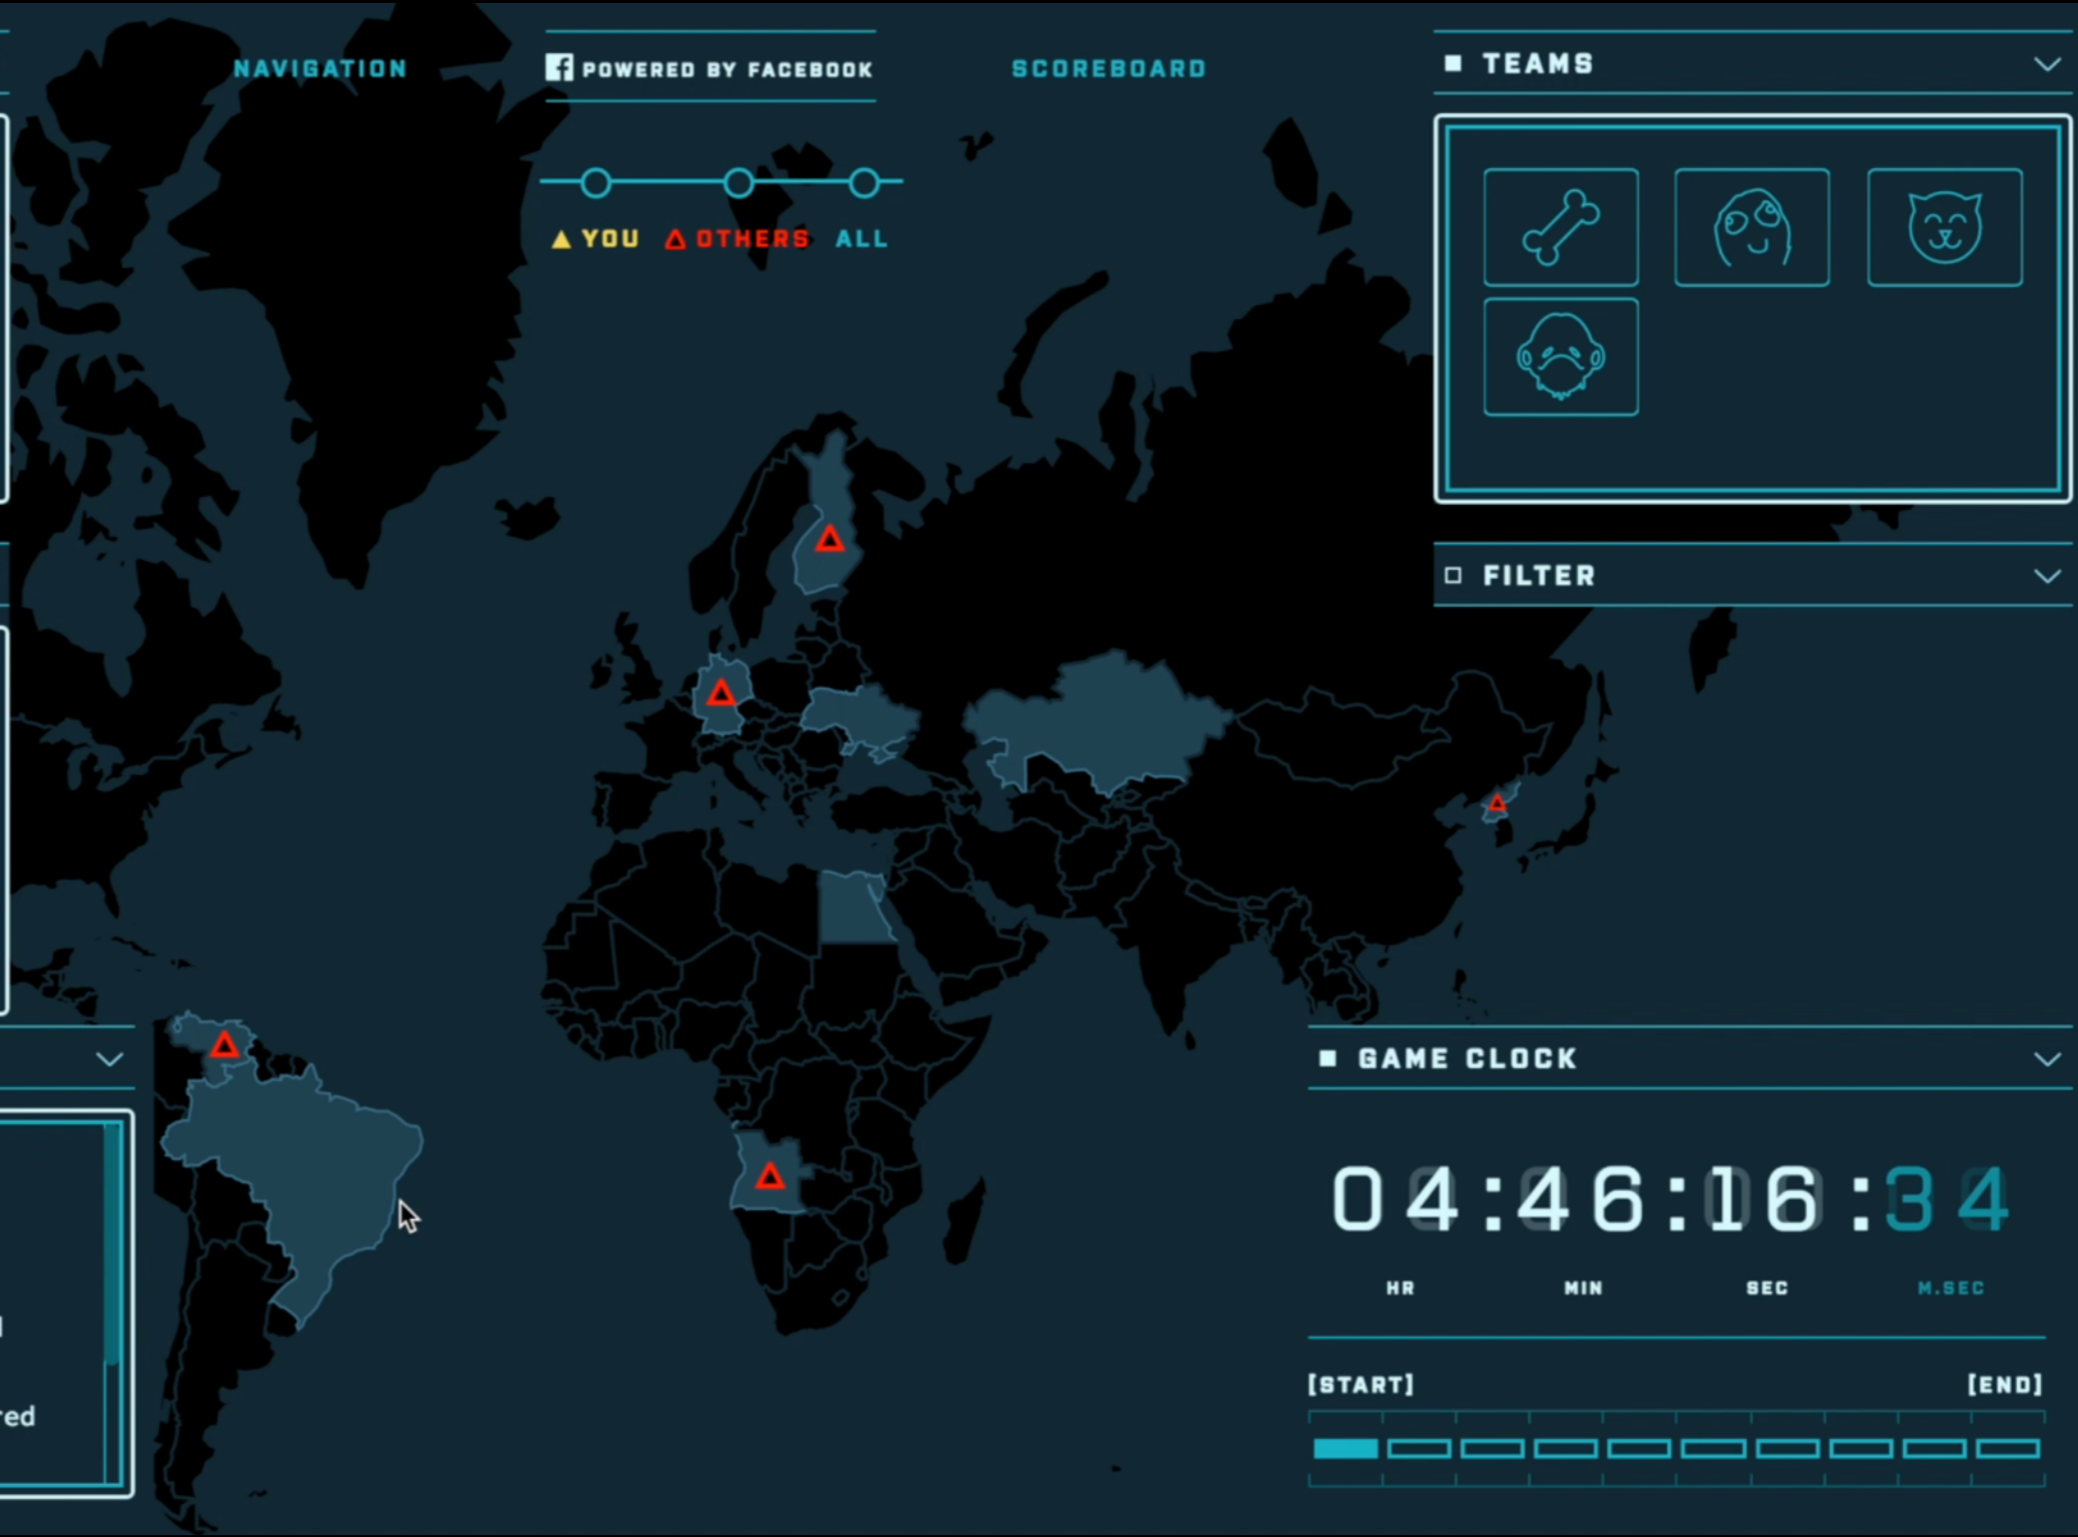 NAVIGATION
POWERED BY FACEBOOK
SCOREBOARD
TEAMS
YOU
OTHERS
ALL
FILTER
GAME CLOCK
04:46:16:34
HR
MIN
SEC
M.SEC
[START]
[END]
red